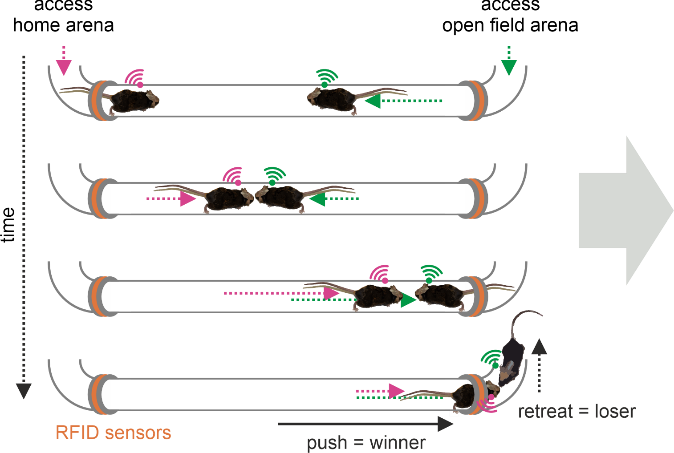 access
home arena
access
open field arena
time
RFID sensors
push = winner
retreat = loser